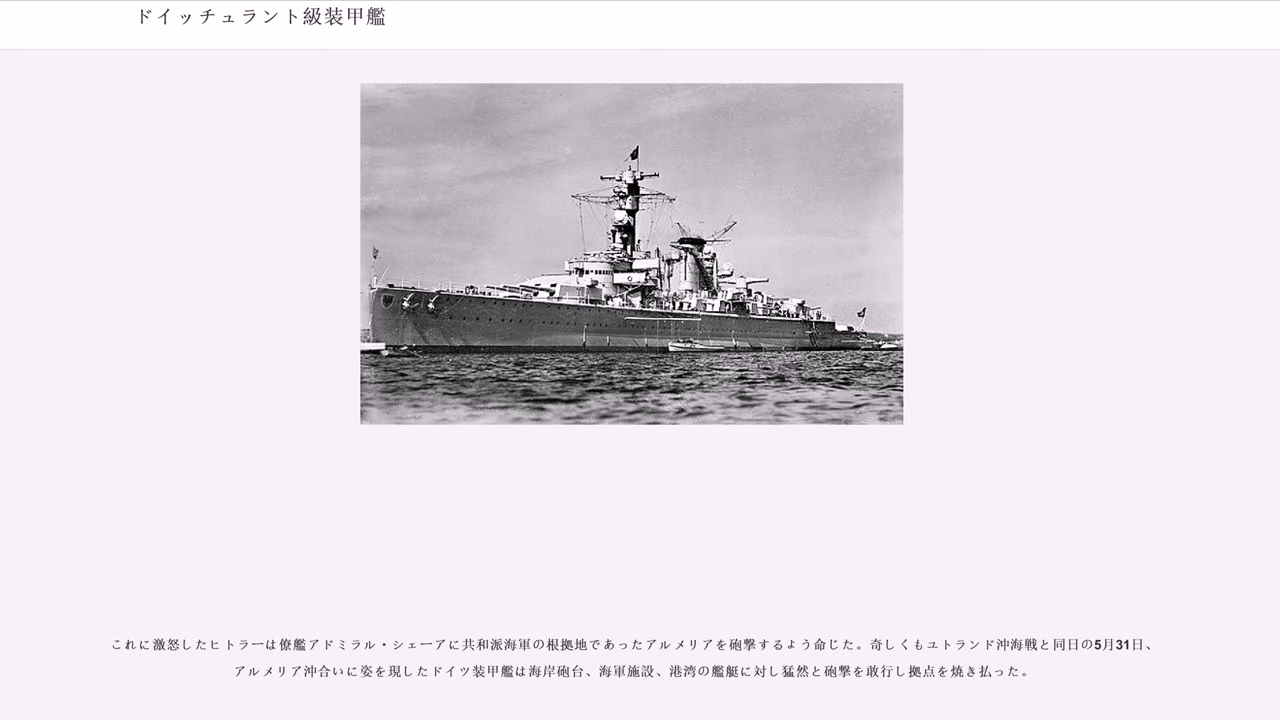 ドイッチュラント級装甲艦
これに激怒したヒトラーは僚艦アドミラル・シェーアに共和派海軍の根拠地であったアルメリアを砲撃するよう命じた。奇しくもユトランド沖海戦と同日の5月31日、
アルメリア沖合いに姿を現したドイツ装甲艦は海岸砲台、海軍施設、港湾の艦艇に対し猛然と砲撃を敢行し拠点を焼き払った。